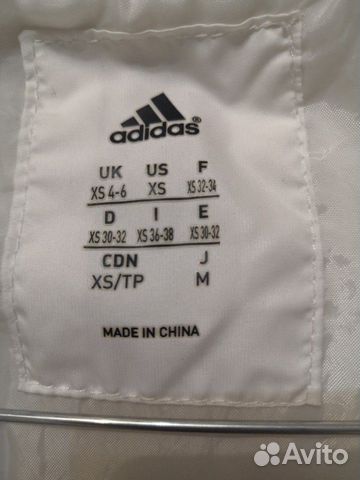 adidas®
UK US F
XS 4-6 XS XS 32-34
D I E
XS 30-32 XS 36-38 XS 30-32
CDN J
XS/TP M
MADE IN CHINA
Avito